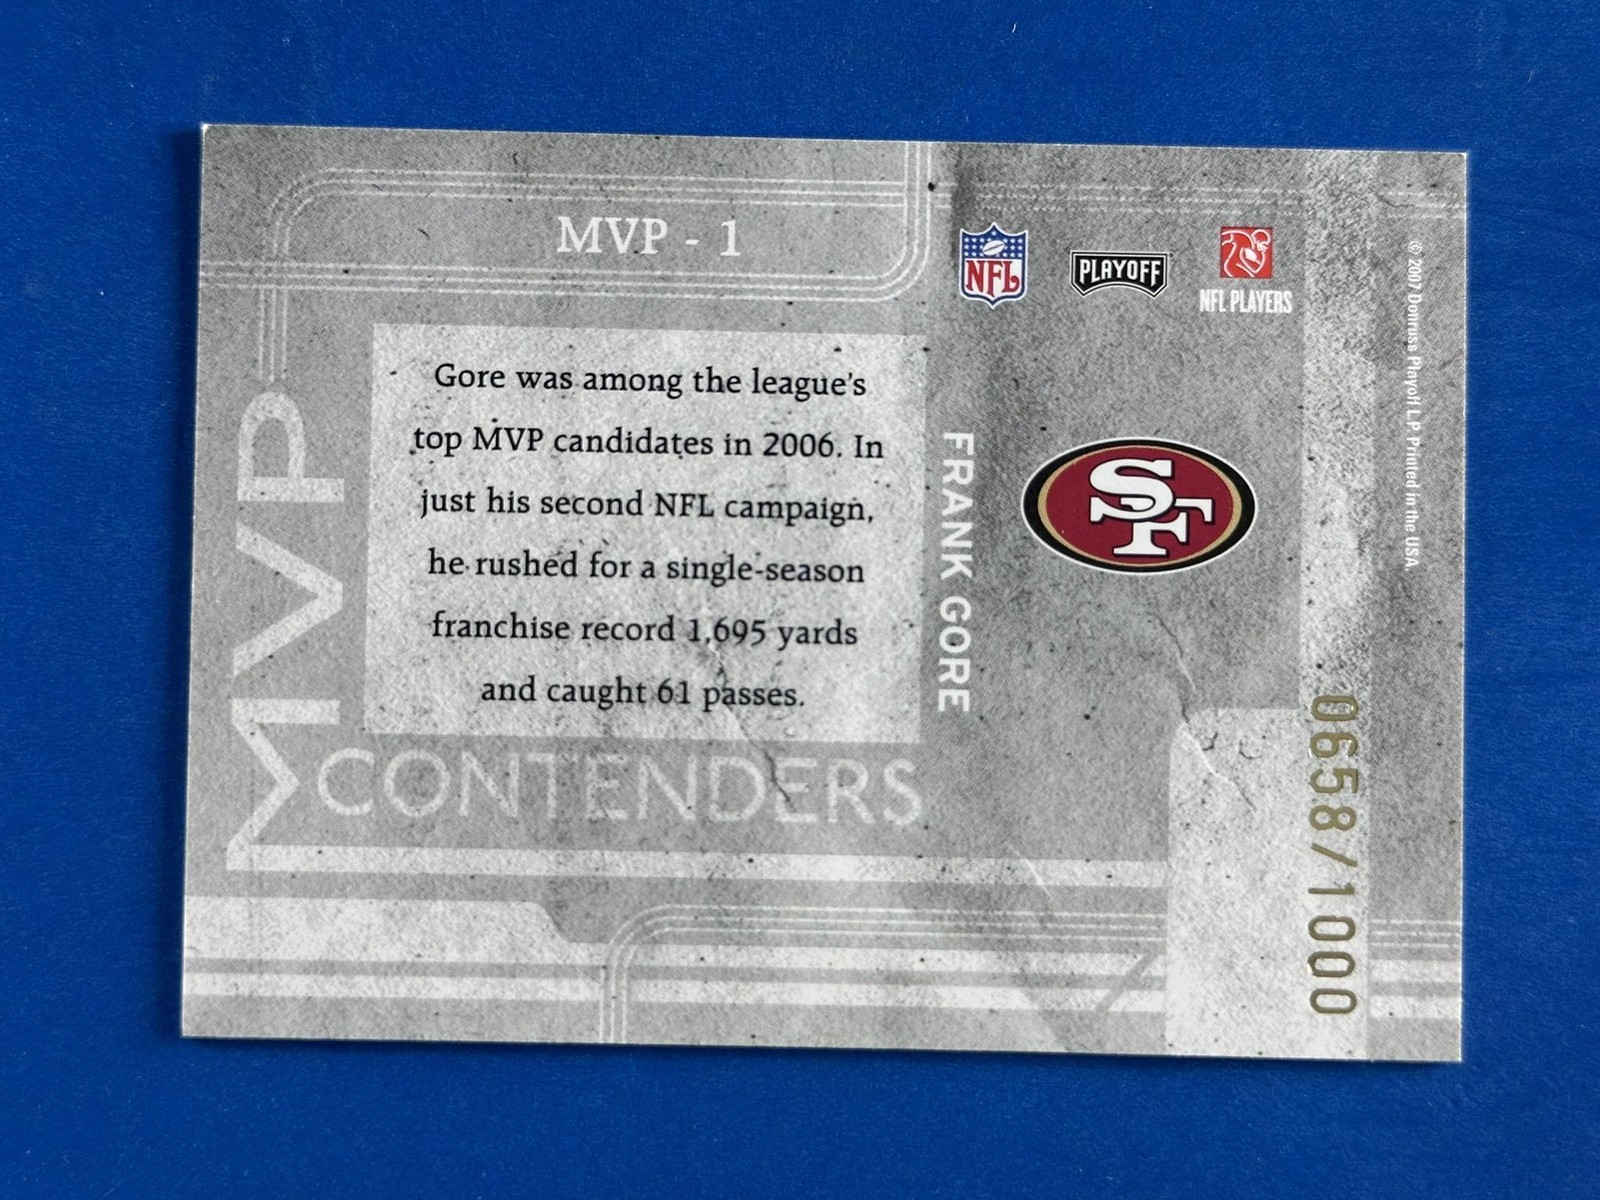 MVP - 1
NFL
PLAYOFF
NFL PLAYERS
Gore was among the league's
top MVP candidates in 2006. In
just his second NFL campaign,
he rushed for a single-season
franchise record 1,695 yards
and caught 61 passes.
MVP
CONTENDERS
FRANK GORE
SF
0658/1000
© 2007 Donruss Playoff L.P. Printed in the USA